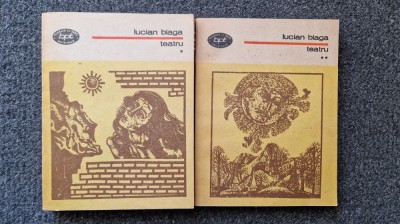 bpt
lucian blaga
teatru
*
bpt
lucian blaga
teatru
**